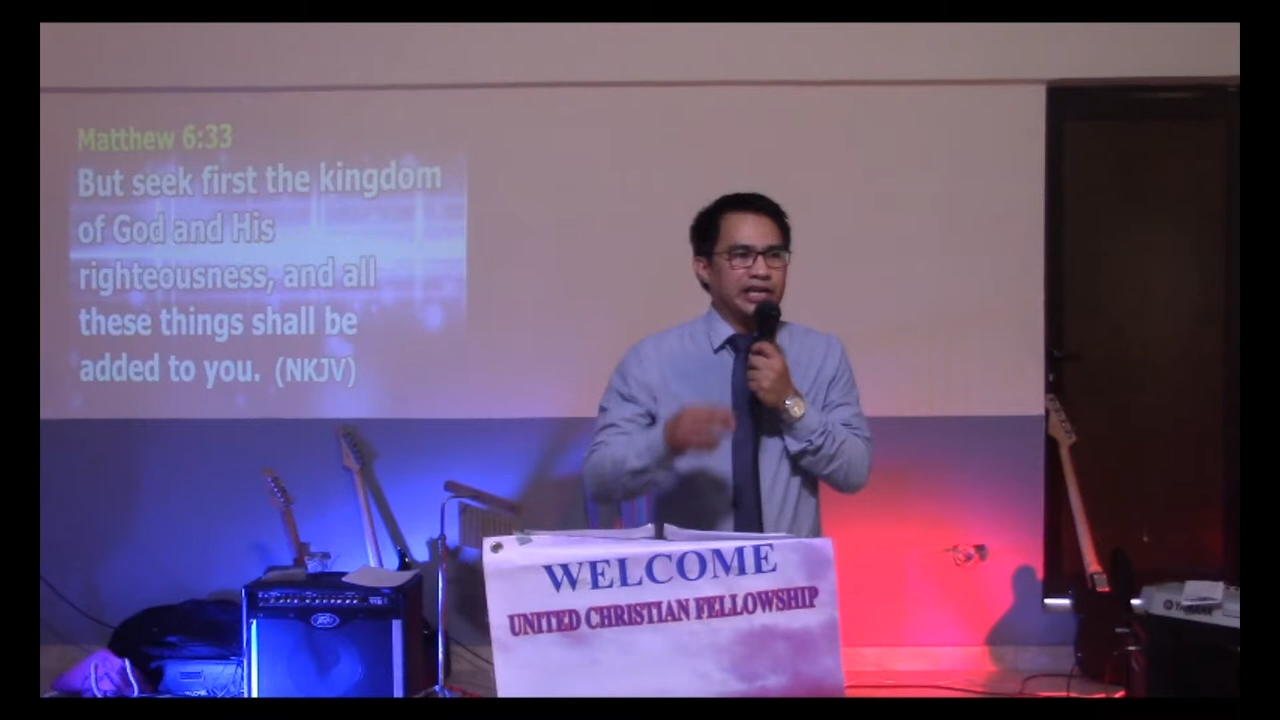 Matthew 6:33
But seek first the kingdom
of God and His
righteousness, and all
these things shall be
added to you. (NKJV)
WELCOME
UNITED CHRISTIAN FELLOWSHIP
YAMAHA